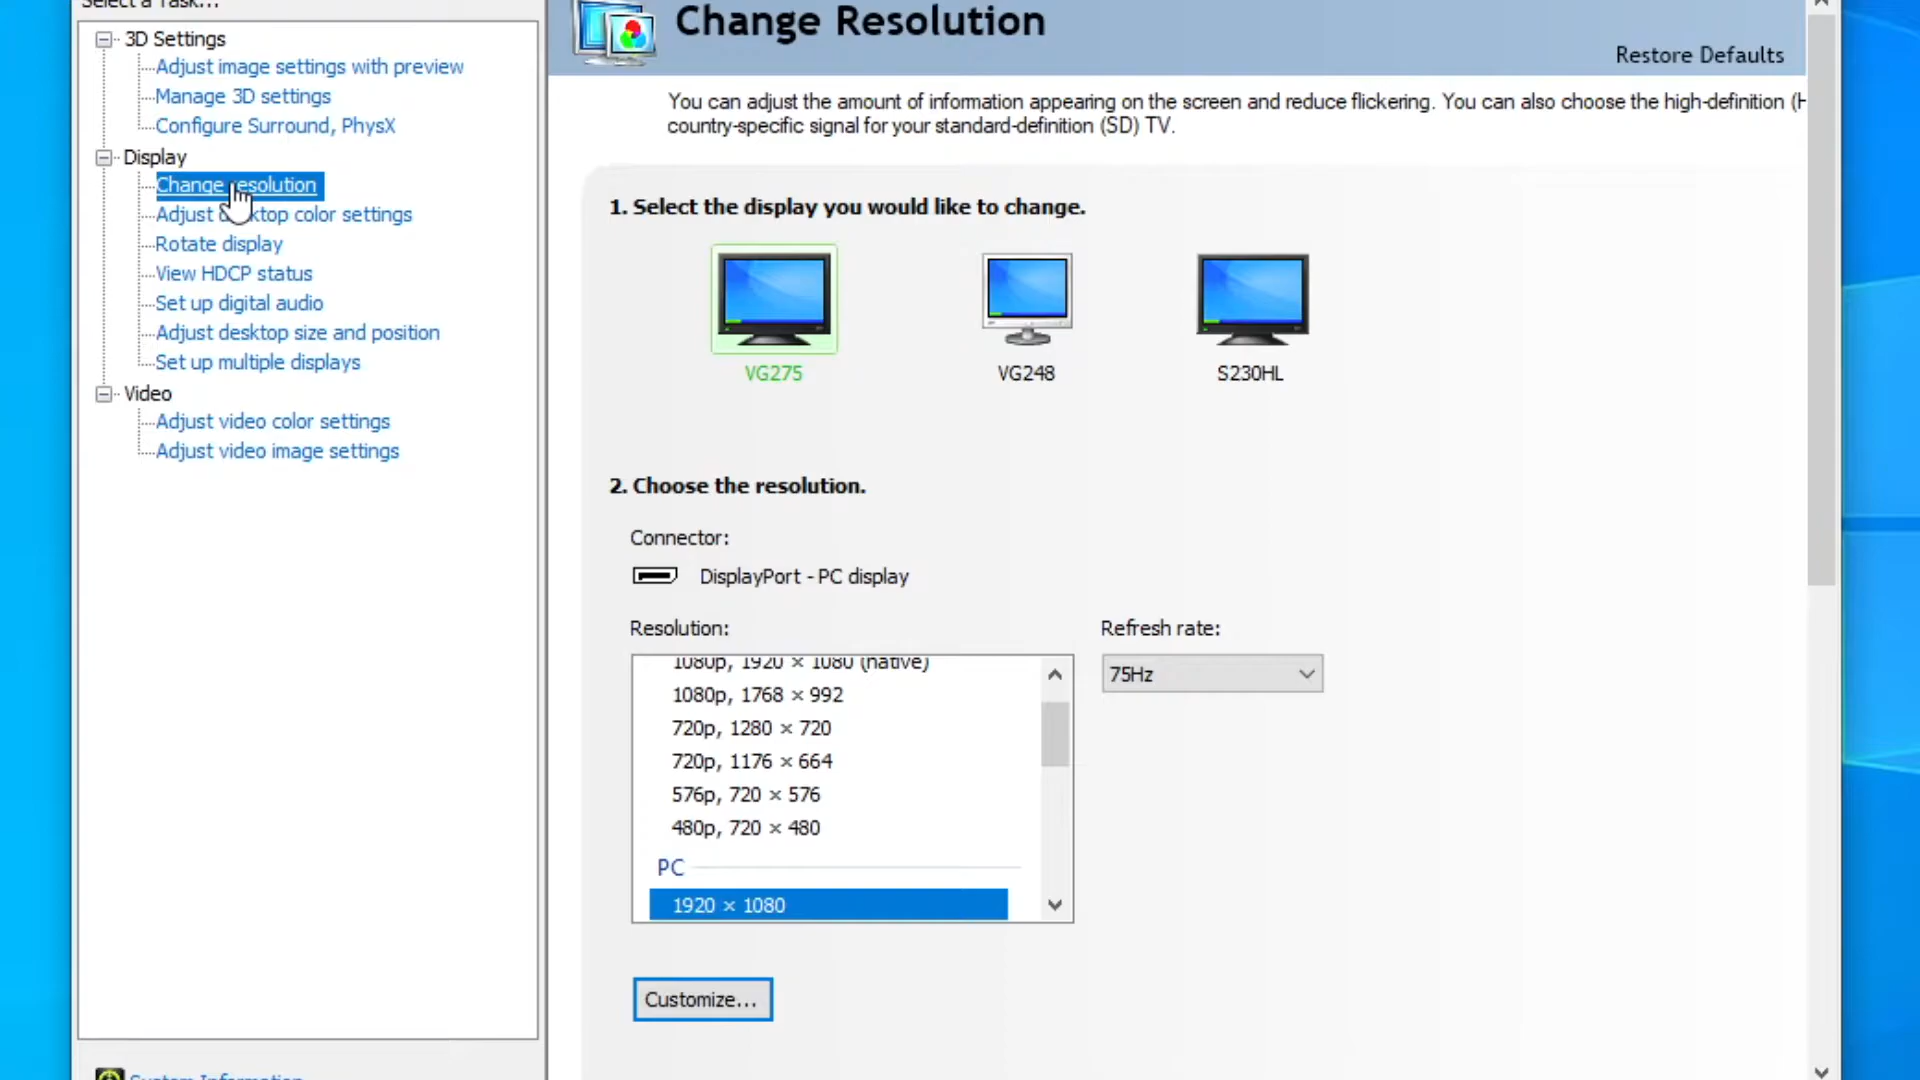 Select a Task...
3D Settings
Adjust image settings with preview
Manage 3D settings
Configure Surround, PhysX
Display
Change resolution
Adjust desktop color settings
Rotate display
View HDCP status
Set up digital audio
Adjust desktop size and position
Set up multiple displays
Video
Adjust video color settings
Adjust video image settings
System Information
Change Resolution
Restore Defaults
You can adjust the amount of information appearing on the screen and reduce flickering. You can also choose the high-definition (H
country-specific signal for your standard-definition (SD) TV.
1. Select the display you would like to change.
VG275
VG248
S230HL
2. Choose the resolution.
Connector:
DisplayPort - PC display
Resolution:
Refresh rate:
1080p, 1920 × 1080 (native)
75Hz
1080p, 1768 × 992
720p, 1280 × 720
720p, 1176 × 664
576p, 720 × 576
480p, 720 × 480
PC
1920 × 1080
Customize...